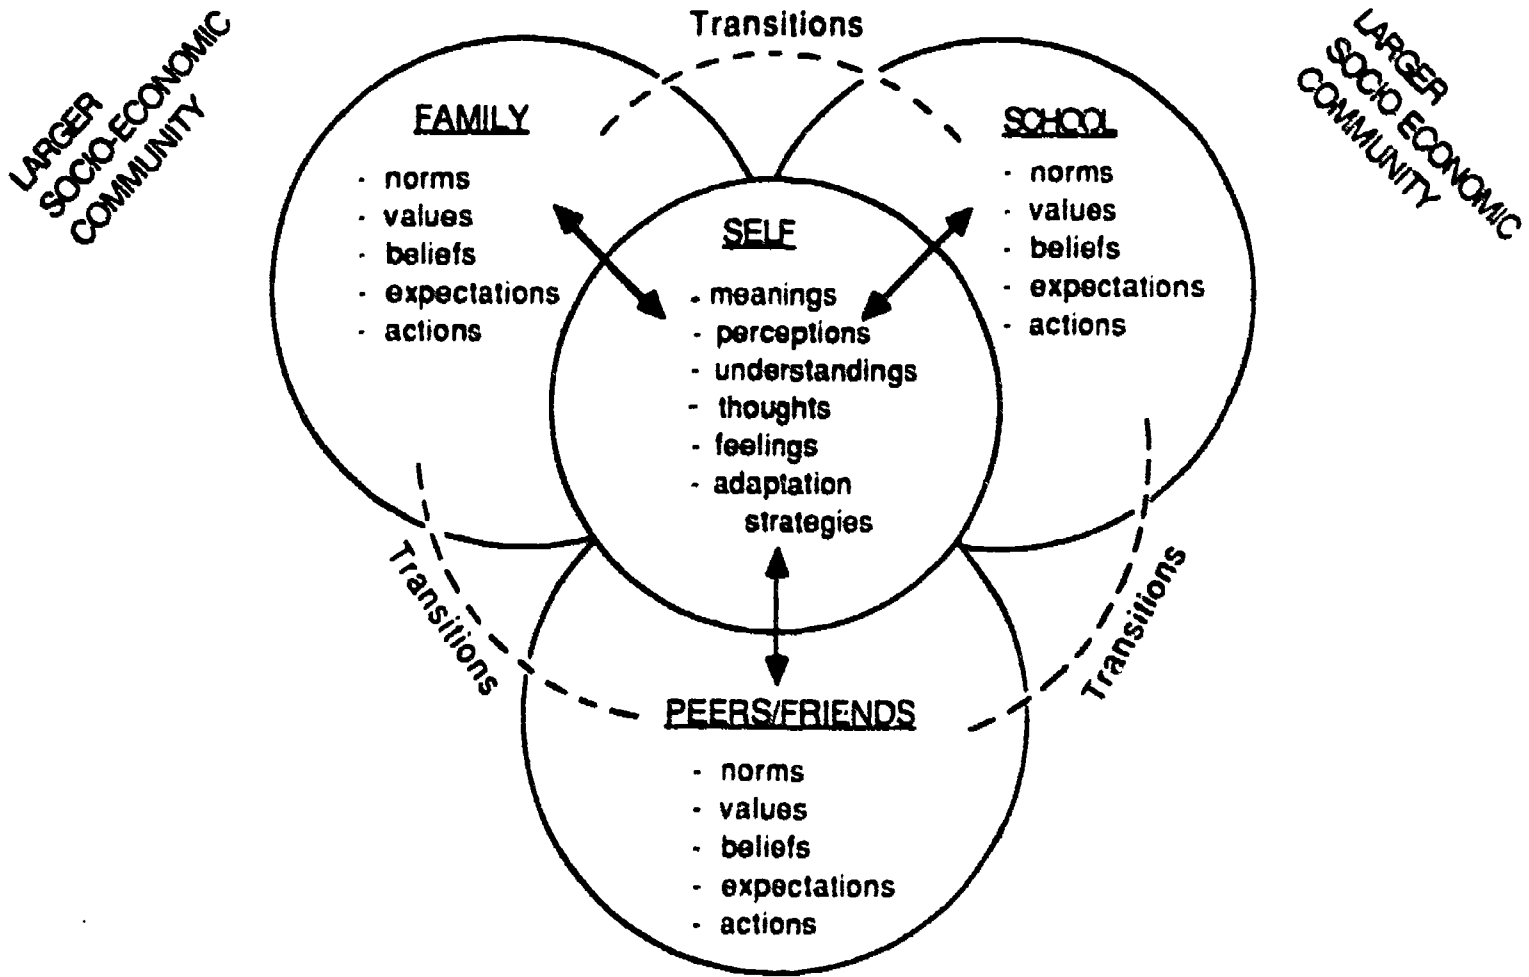 Transitions
LARGER
SOCIO-ECONOMIC
COMMUNITY
LARGER
SOCIO-ECONOMIC
COMMUNITY
FAMILY
- norms
- values
- beliefs
- expectations
- actions
SCHOOL
- norms
- values
- beliefs
- expectations
- actions
SELF
- meanings
- perceptions
- understandings
- thoughts
- feelings
- adaptation
strategies
Transitions
Transitions
PEERS/FRIENDS
- norms
- values
- beliefs
- expectations
- actions